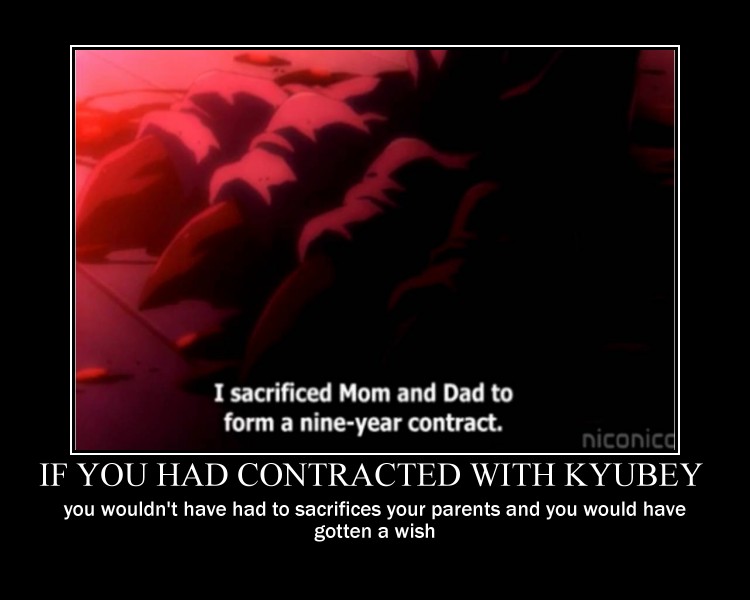 I sacrificed Mom and Dad to
form a nine-year contract.
niconico
IF YOU HAD CONTRACTED WITH KYUBEY
you wouldn't have had to sacrifices your parents and you would have
gotten a wish